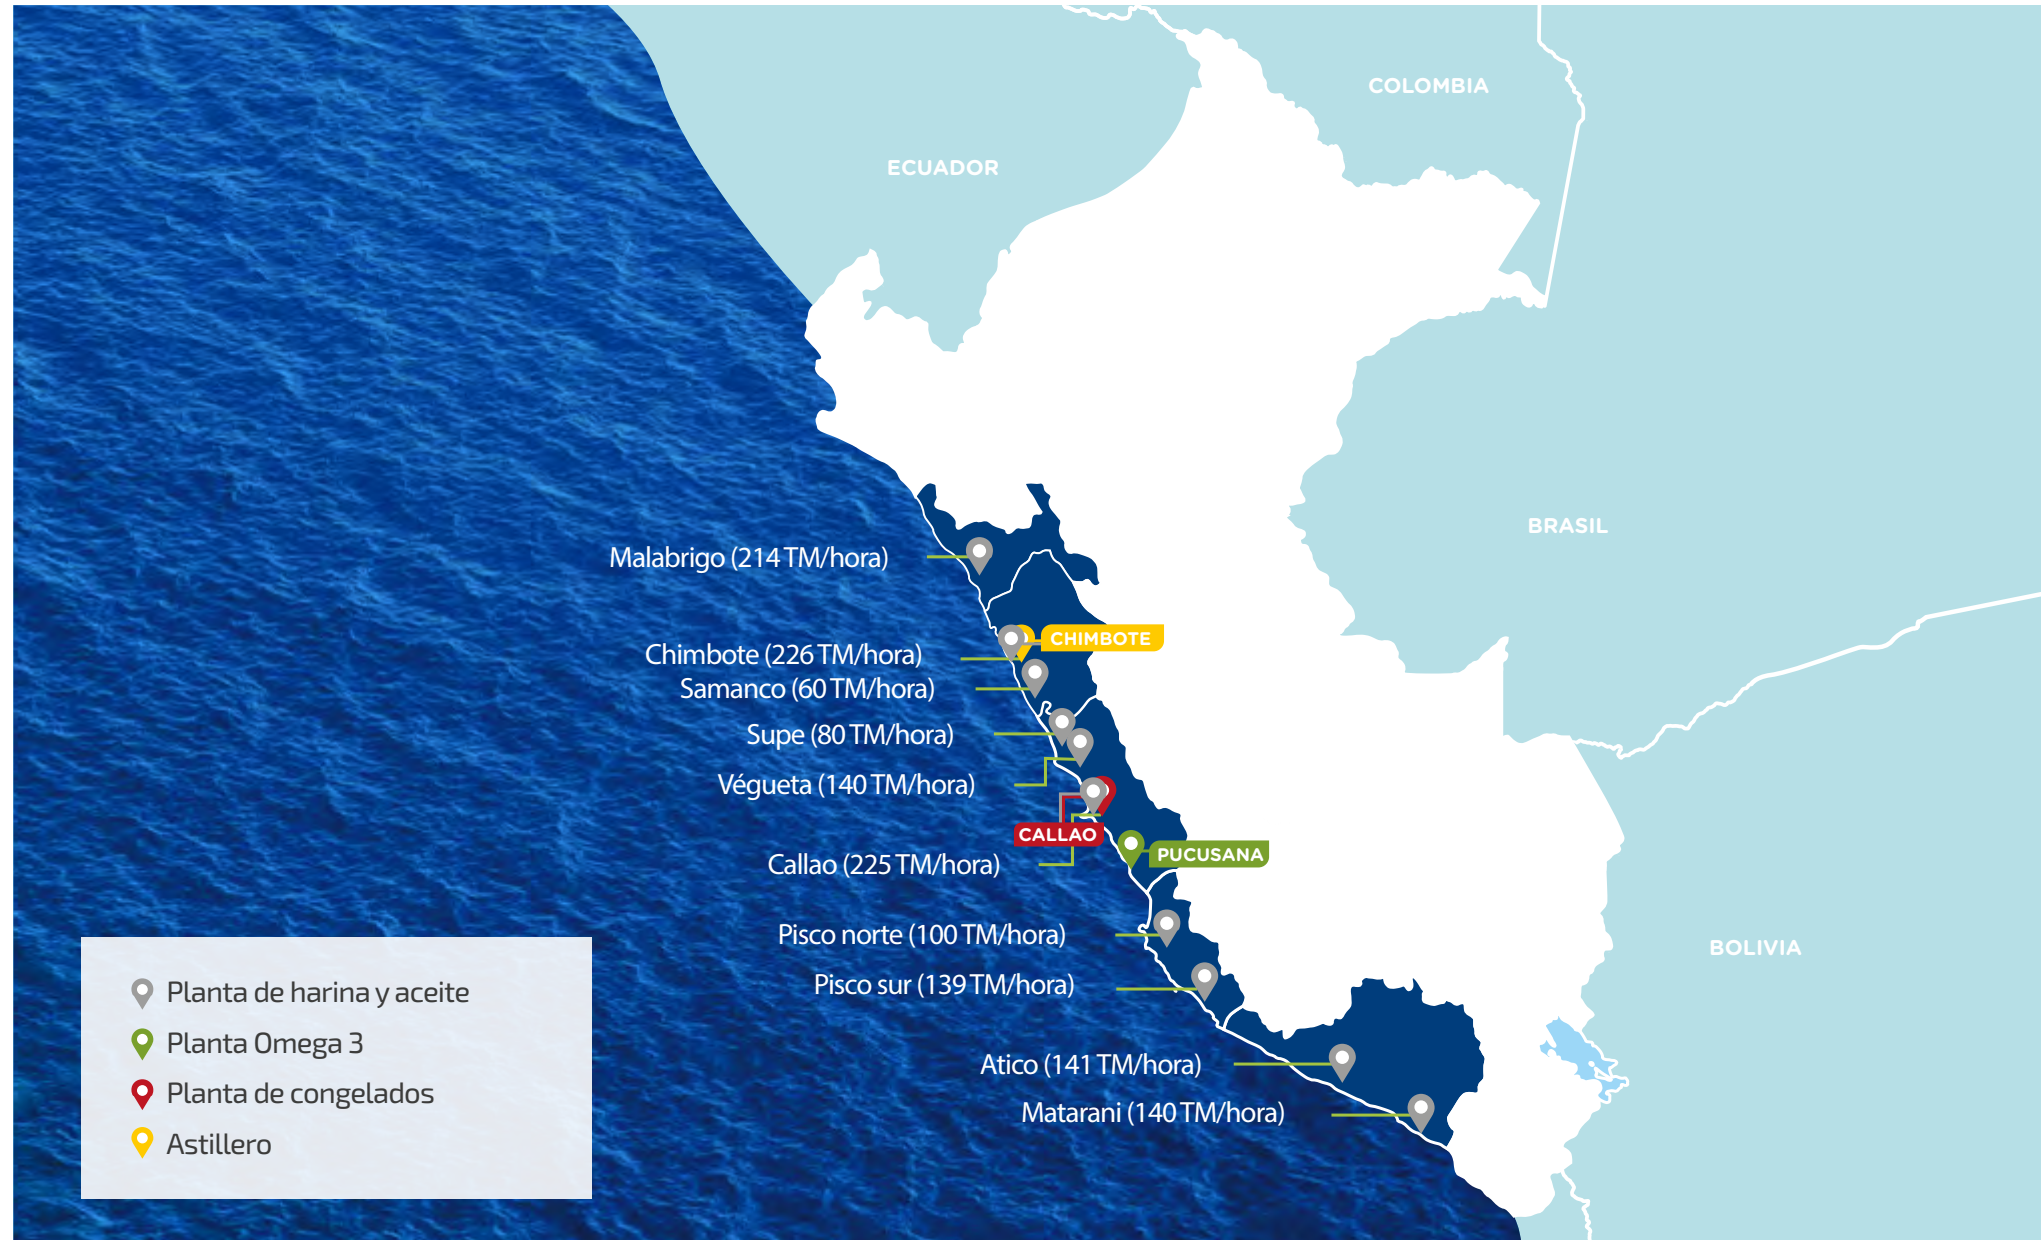 COLOMBIA
ECUADOR
BRASIL
Malabrigo (214 TM/hora)
CHIMBOTE
Chimbote (226 TM/hora)
Samanco (60 TM/hora)
Supe (80 TM/hora)
Végueta (140 TM/hora)
CALLAO
PUCUSANA
Callao (225 TM/hora)
Pisco norte (100 TM/hora)
BOLIVIA
Pisco sur (139 TM/hora)
Atico (141 TM/hora)
Matarani (140 TM/hora)
Planta de harina y aceite
Planta Omega 3
Planta de congelados
Astillero